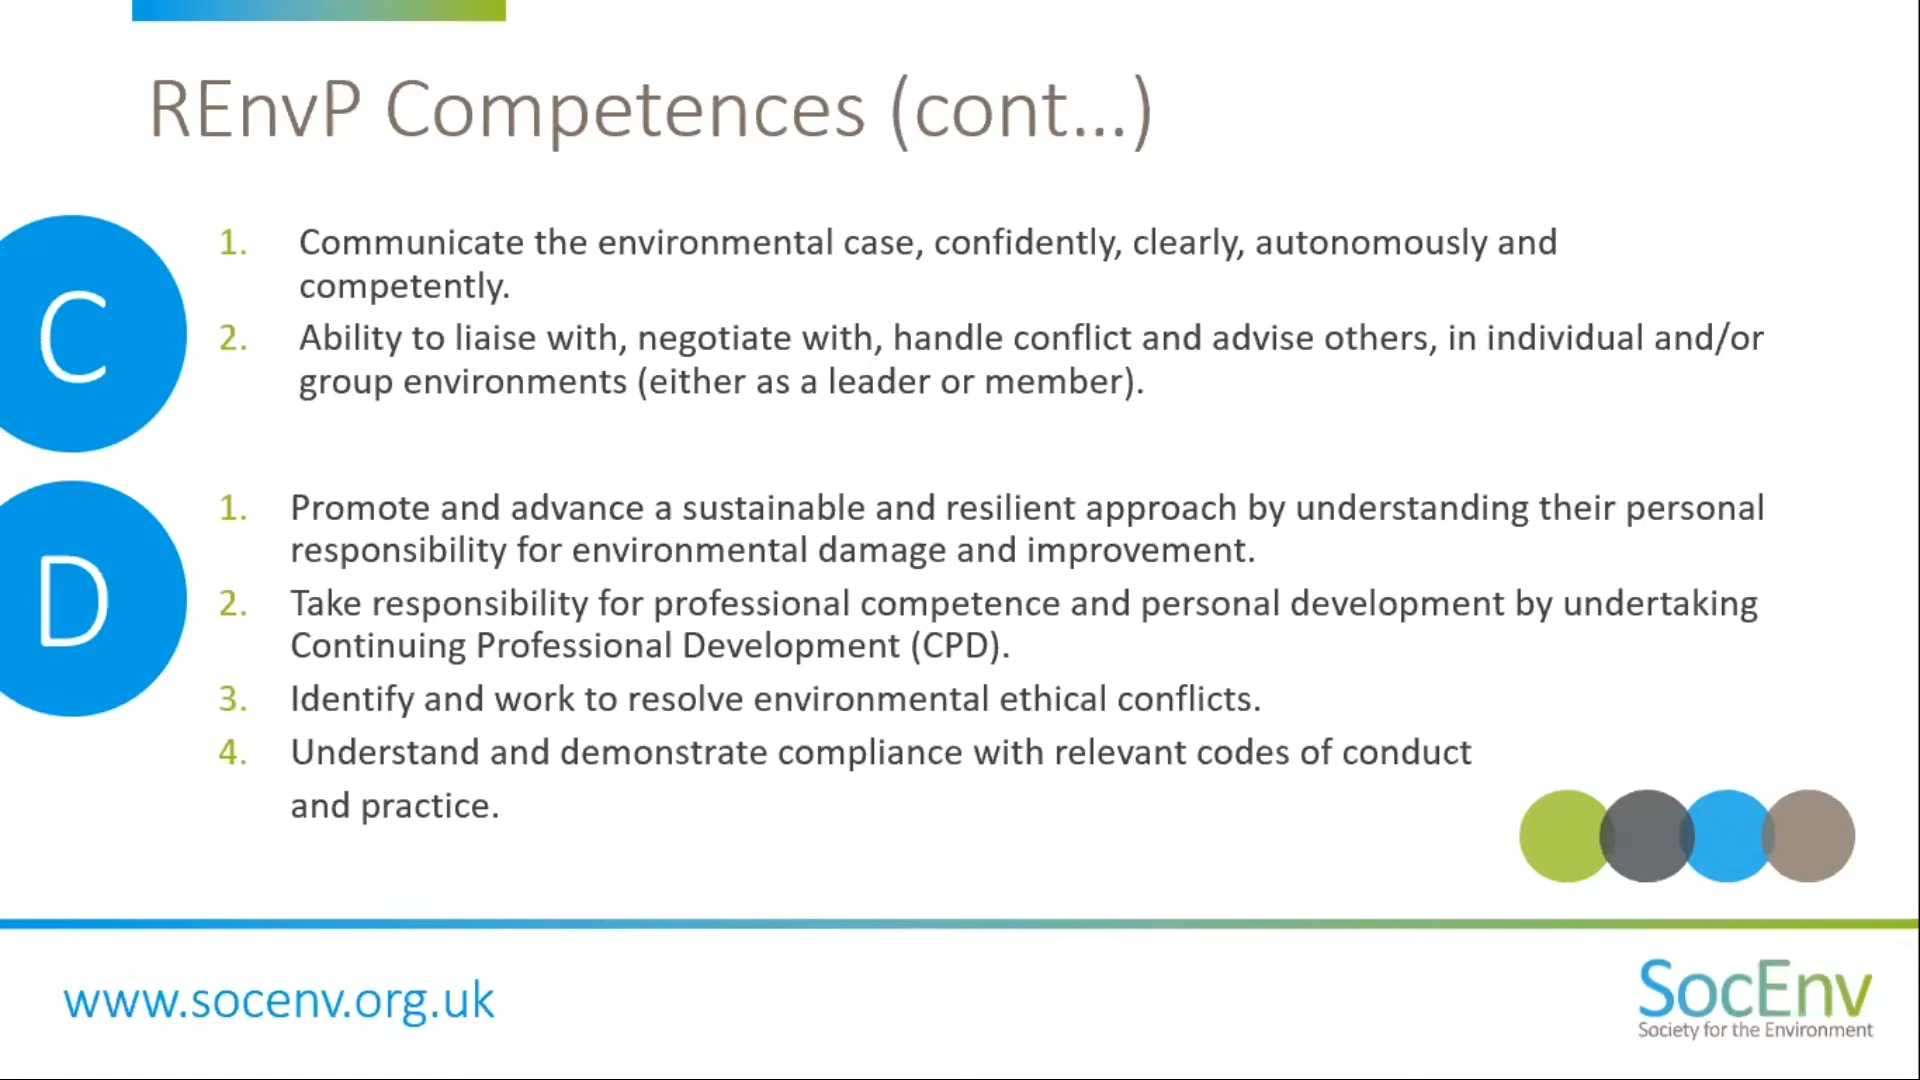 REnvP Competences (cont...)
C
1. Communicate the environmental case, confidently, clearly, autonomously and
competently.
2. Ability to liaise with, negotiate with, handle conflict and advise others, in individual and/or
group environments (either as a leader or member).
D
1. Promote and advance a sustainable and resilient approach by understanding their personal
responsibility for environmental damage and improvement.
2. Take responsibility for professional competence and personal development by undertaking
Continuing Professional Development (CPD).
3. Identify and work to resolve environmental ethical conflicts.
4. Understand and demonstrate compliance with relevant codes of conduct
and practice.
www.socenv.org.uk
SocEnv
Society for the Environment